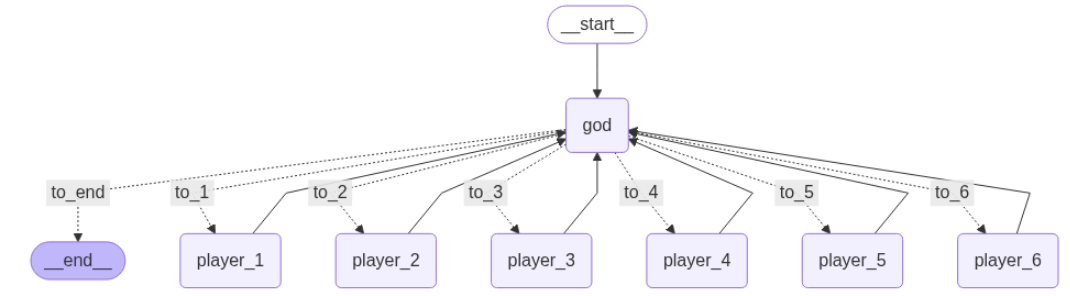 __start__
god
to_end
to_1
to_2
to_3
to_4
to_5
to_6
__end__
player_1
player_2
player_3
player_4
player_5
player_6